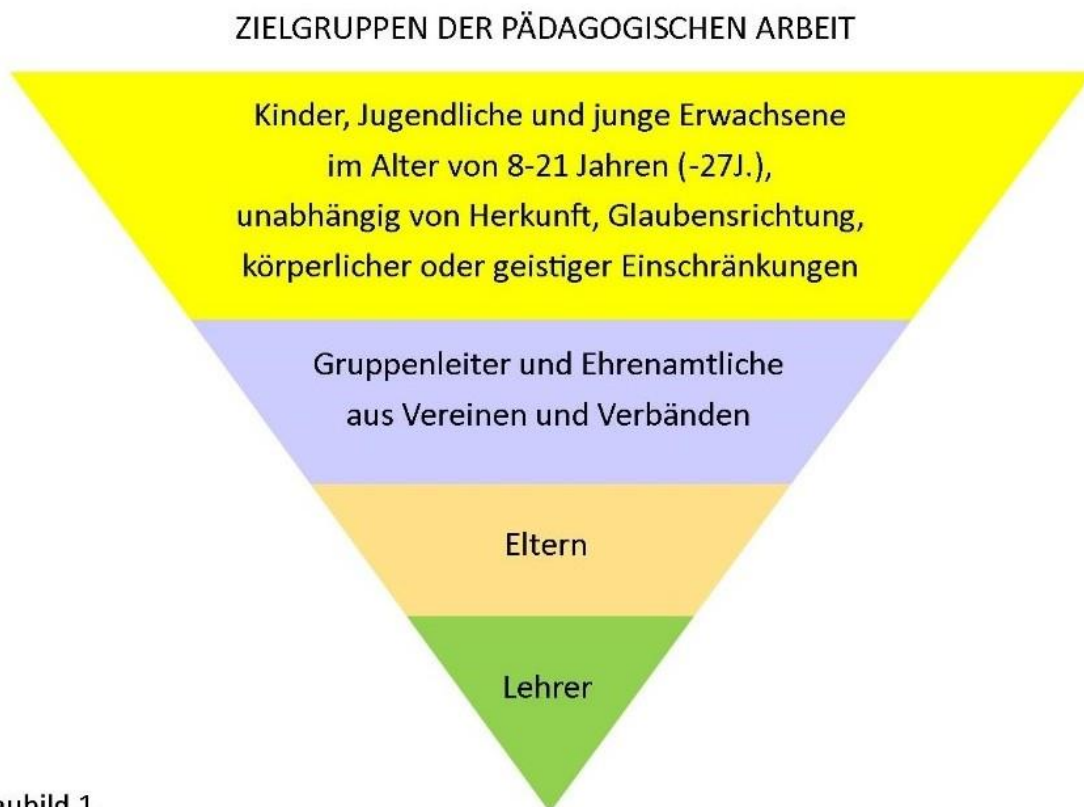 ZIELGRUPPEN DER PÄDAGOGISCHEN ARBEIT
Kinder, Jugendliche und junge Erwachsene
im Alter von 8-21 Jahren (-27J.),
unabhängig von Herkunft, Glaubensrichtung,
körperlicher oder geistiger Einschränkungen
Gruppenleiter und Ehrenamtliche
aus Vereinen und Verbänden
Eltern
Lehrer
1